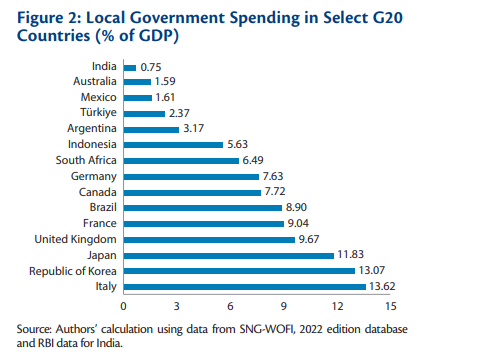 Figure 2: Local Government Spending in Select G20
Countries (% of GDP)
India 0.75
Australia 1.59
Mexico 1.61
Türkiye 2.37
Argentina 3.17
Indonesia 5.63
South Africa 6.49
Germany 7.63
Canada 7.72
Brazil 8.90
France 9.04
United Kingdom 9.67
Japan 11.83
Republic of Korea 13.07
Italy 13.62
0 3 6 9 12 15
Source: Authors’ calculation using data from SNG-WOFI, 2022 edition database
and RBI data for India.